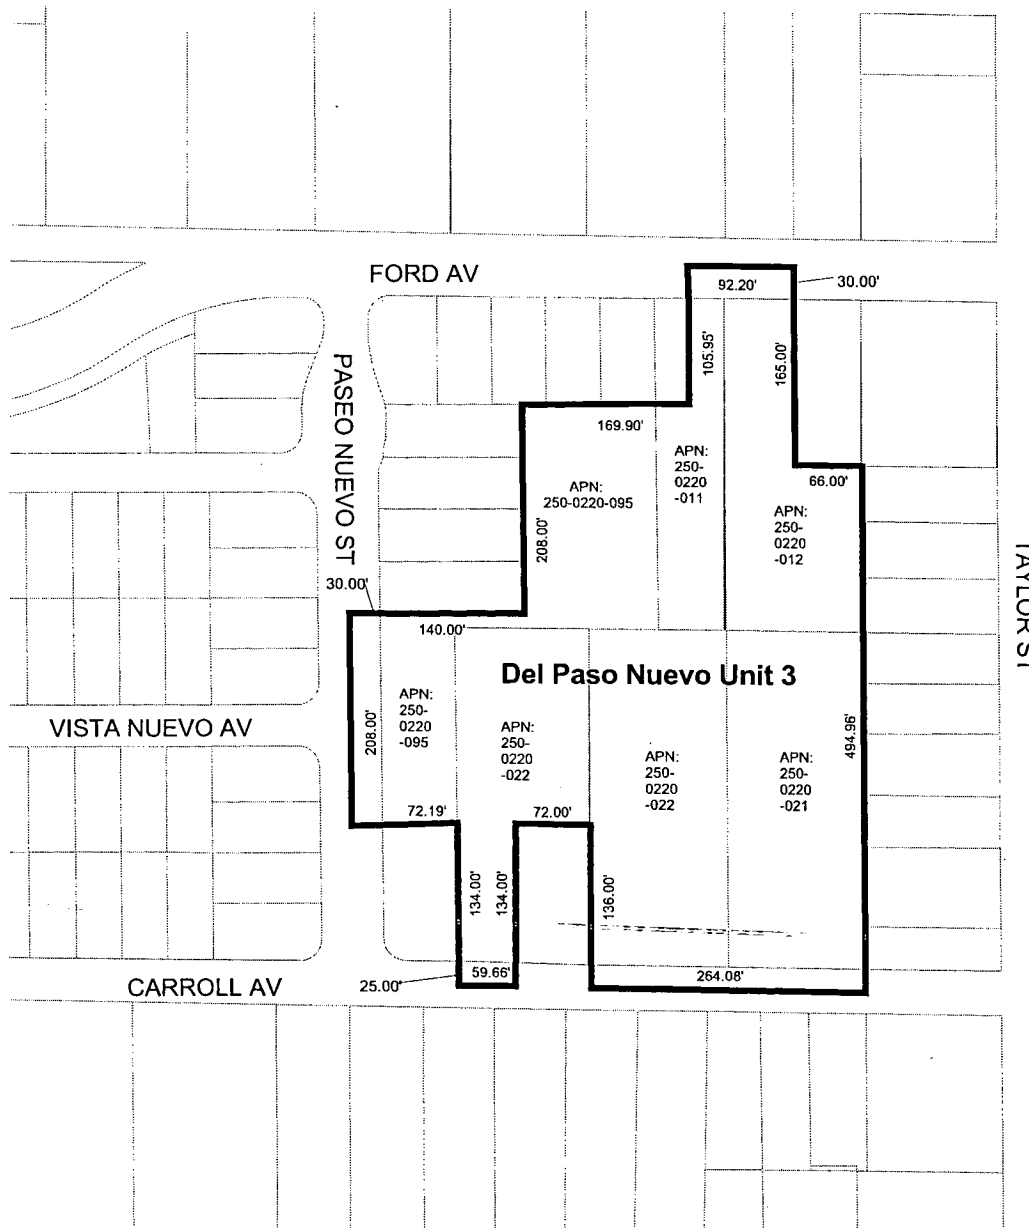 FORD AV
92.20'
30.00'
105.95'
165.00'
PASEO NUEVO ST
169.90'
APN:
250-
0220
-011
66.00'
APN:
250-0220-095
APN:
250-
0220
-012
208.00'
TAYLOR ST
30.00'
140.00'
Del Paso Nuevo Unit 3
APN:
250-
0220
-095
208.00'
VISTA NUEVO AV
APN:
250-
0220
-022
494.96'
APN:
250-
0220
-022
APN:
250-
0220
-021
72.19'
72.00'
134.00'
134.00'
136.00'
59.66'
264.08'
25.00'
CARROLL AV